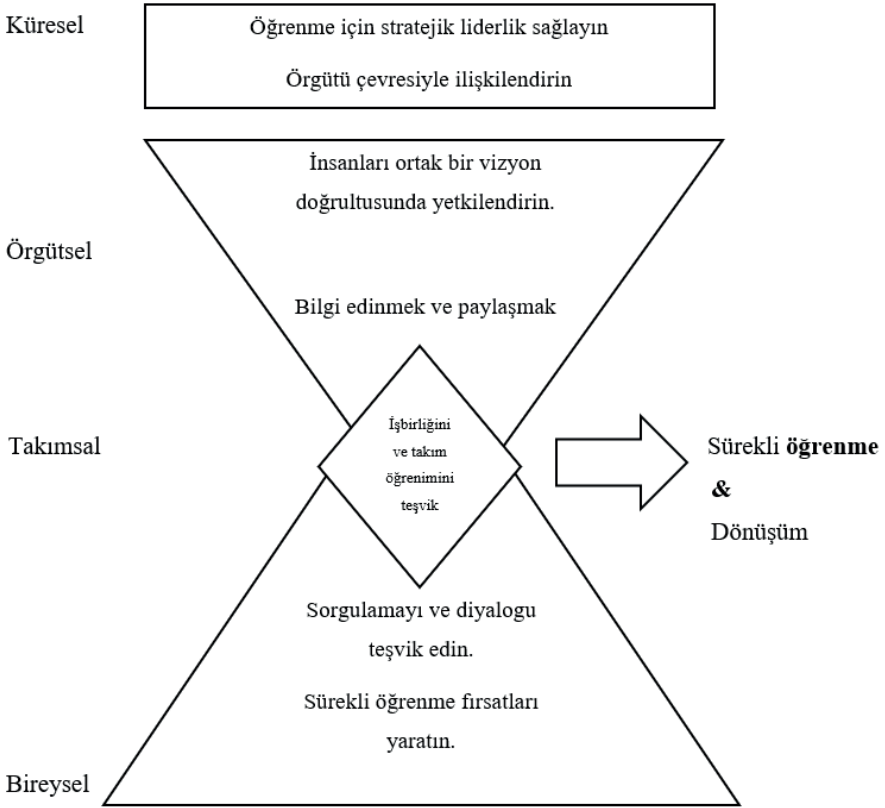 Küresel
Öğrenme için stratejik liderlik sağlayın
Örgütü çevresiyle ilişkilendirin
İnsanları ortak bir vizyon
doğrultusunda yetkilendirin.
Örgütsel
Bilgi edinmek ve paylaşmak
Takımsal
İşbirliğini
ve takım
öğrenimini
teşvik
Sürekli öğrenme
&
Dönüşüm
Sorgulamayı ve diyalogu
teşvik edin.
Sürekli öğrenme fırsatları
yaratın.
Bireysel